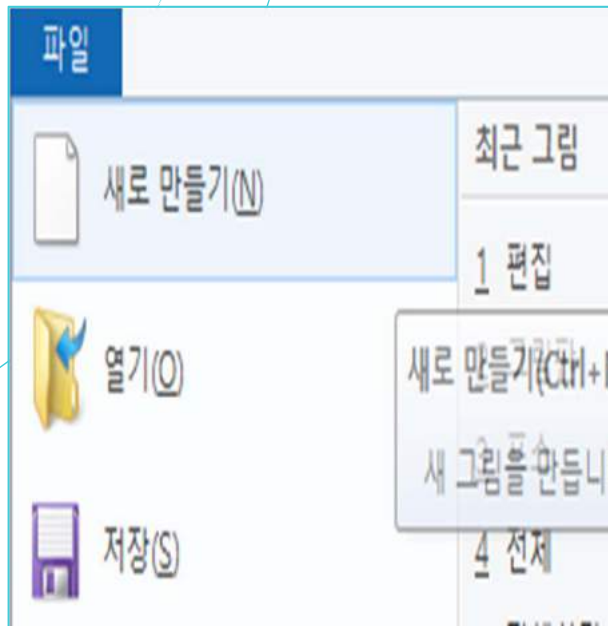 파일
새로 만들기(N)
최근 그림
1 편집
열기(O)
새로 만들기(Ctrl+
새 그림을 만듭니
저장(S)
4 전체